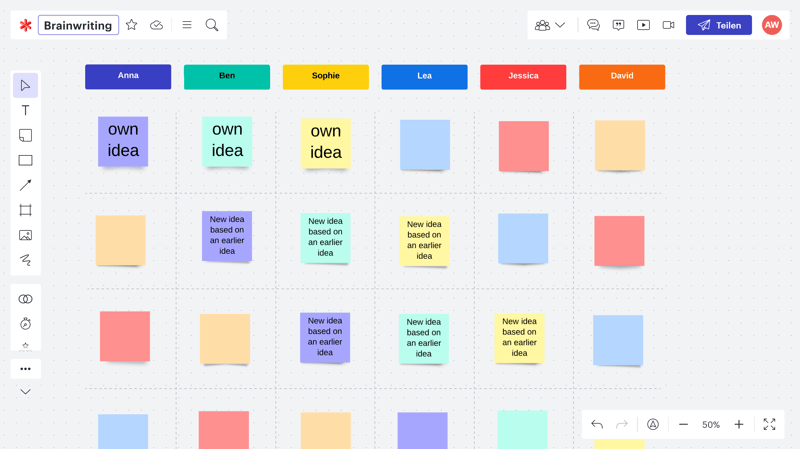 Brainwriting
Teilen
AW
Anna
Ben
Sophie
Lea
Jessica
David
own
idea
own
idea
own
idea
New idea
based on
an earlier
idea
New idea
based on
an earlier
idea
New idea
based on
an earlier
idea
New idea
based on
an earlier
idea
New idea
based on
an earlier
idea
New idea
based on
an earlier
idea
T
50%